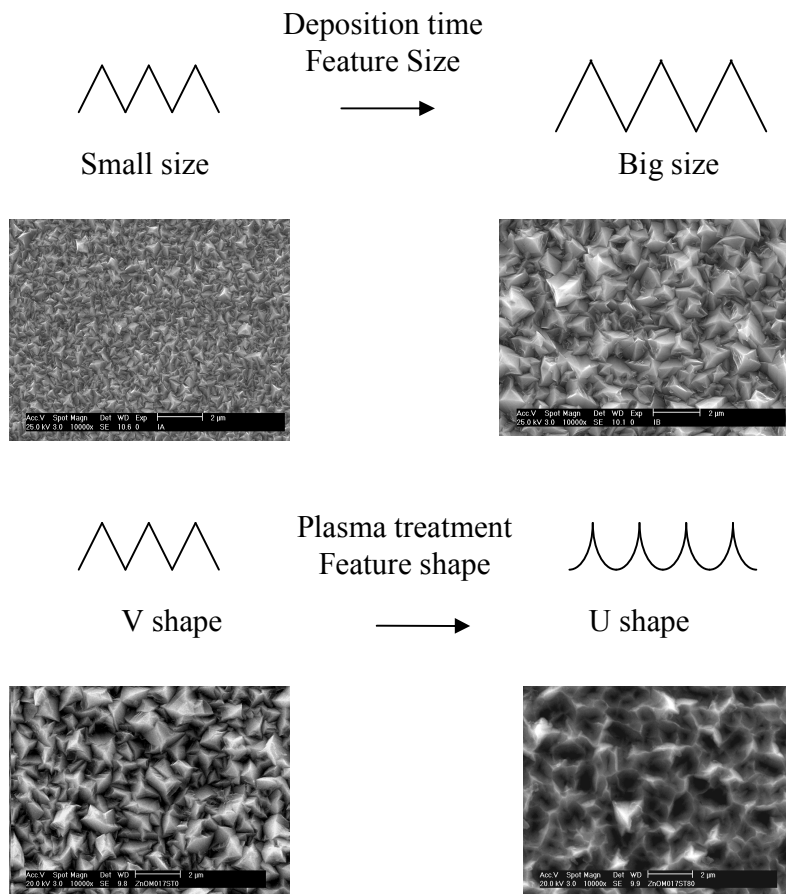 Deposition time
Feature Size
Small size
Big size
Acc.V Spot Magn Det WD Exp 2 µm
25.0 kV 3.0 10000x SE 10.6 0 IA
Acc.V Spot Magn Det WD Exp 2 µm
25.0 kV 3.0 10000x SE 10.1 0 IB
Plasma treatment
Feature shape
V shape
U shape
Acc.V Spot Magn Det WD 2 µm
20.0 kV 3.0 10000x SE 9.8 ZnOM017ST0
Acc.V Spot Magn Det WD 2 µm
20.0 kV 3.0 10000x SE 9.9 ZnOM017ST80